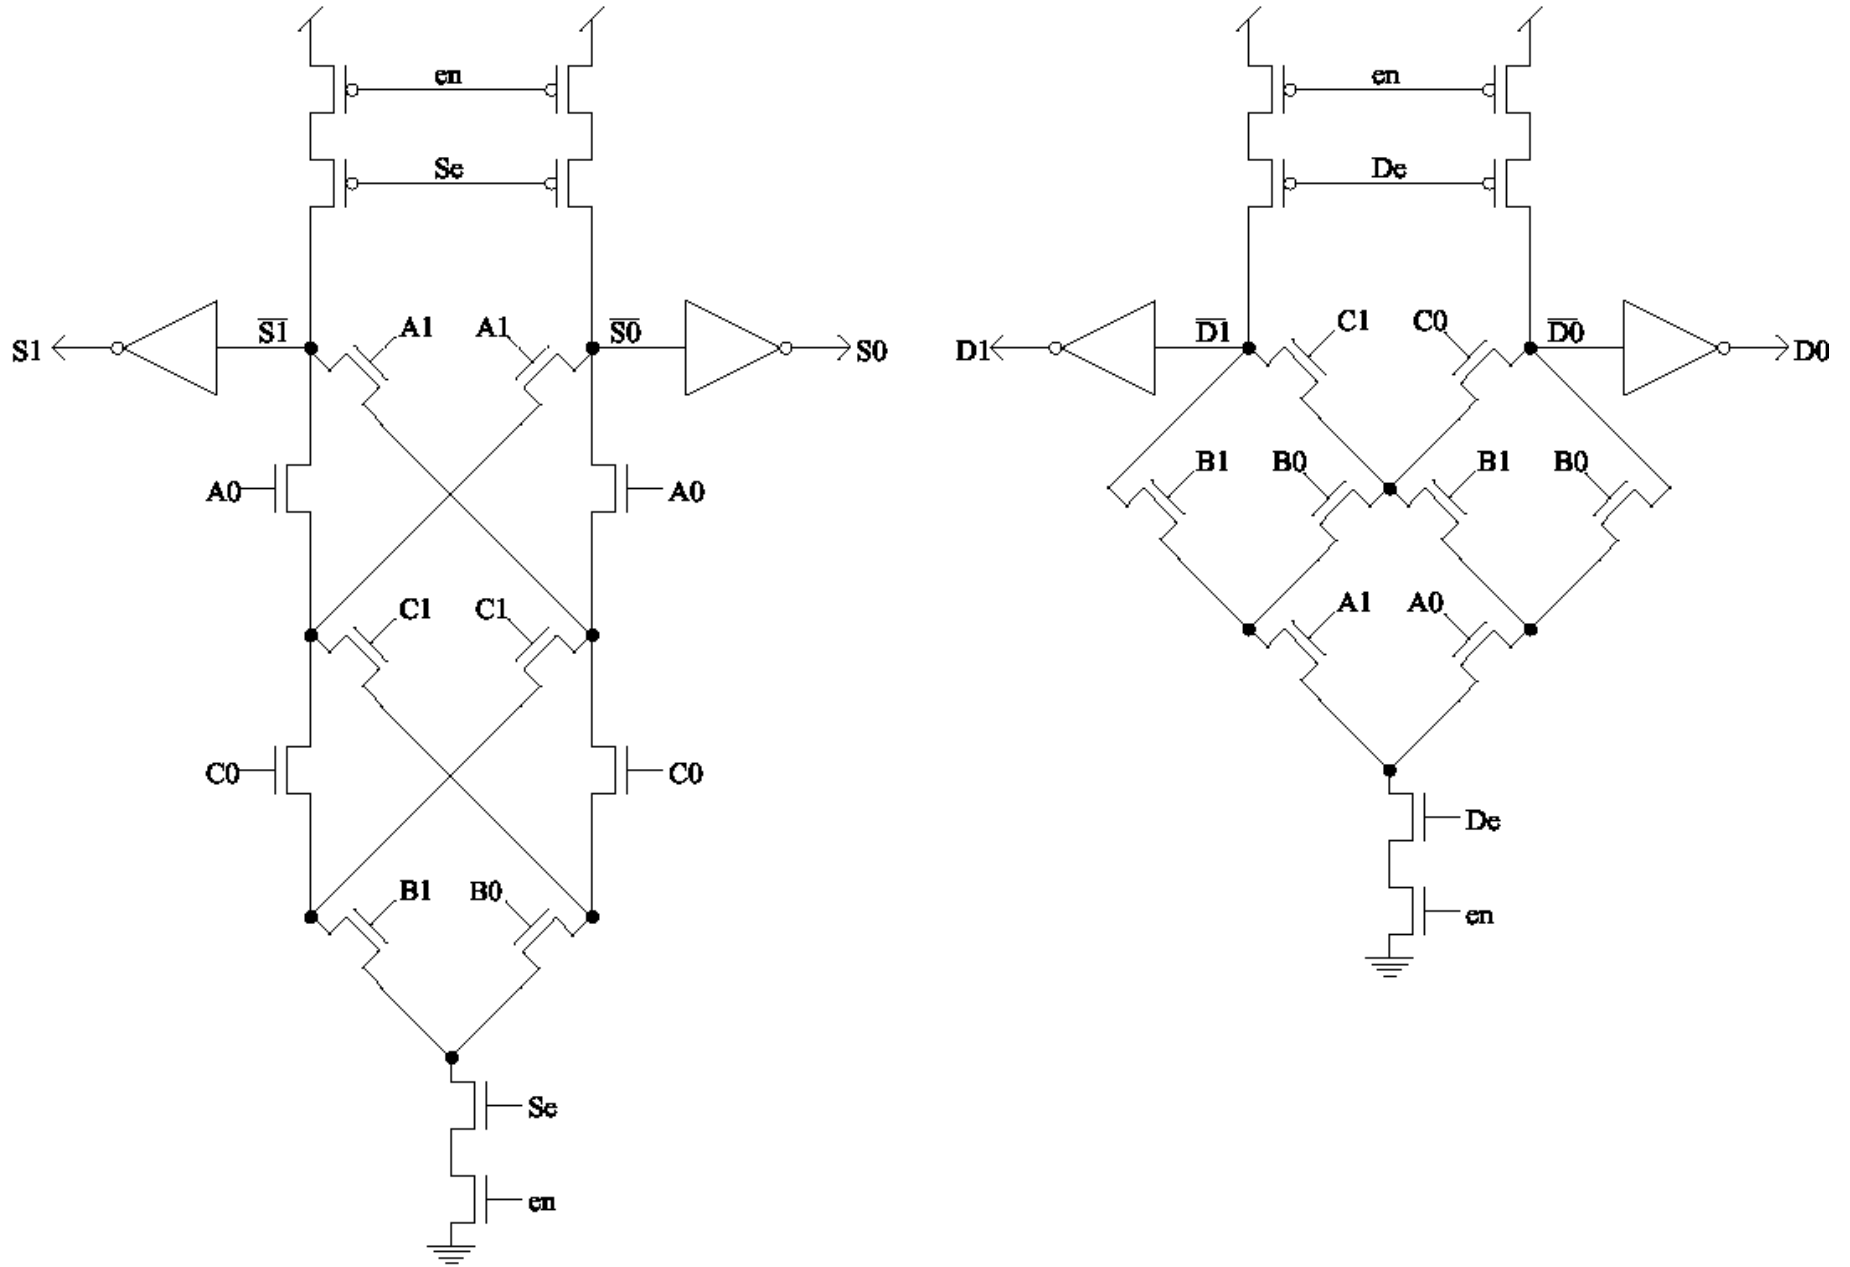 en en
Se De
S1 S̅1̅ A1 A1 S̅0̅ S0 D1 D̅1̅ C1 C0 D̅0̅ D0
B1 B0 B1 B0
A0 A0
C1 C1 A1 A0
C0 C0
De
B1 B0
en
Se
en